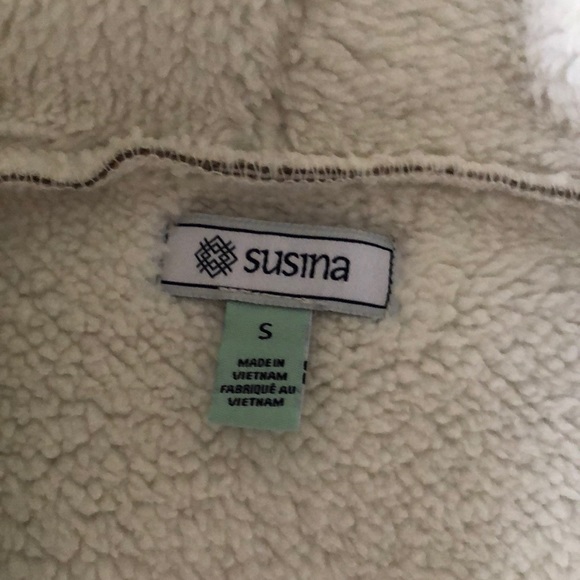 susina
S
MADE IN
VIETNAM
FABRIQUÉ AU
VIETNAM